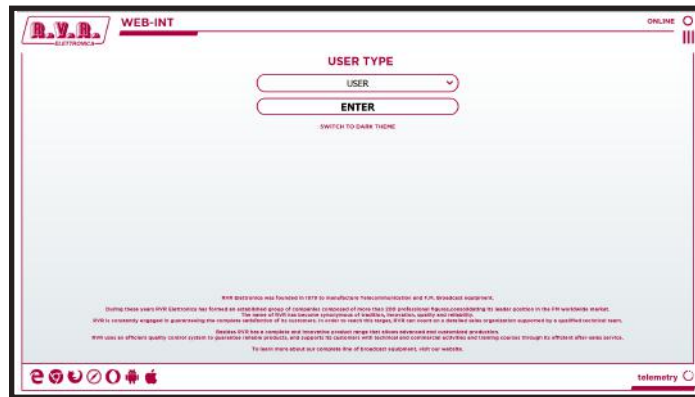 R.V.R.
ELETTRONICA
WEB-INT
ONLINE
USER TYPE
USER
ENTER
SWITCH TO DARK THEME
RVR Elettronica was founded in 1979 to manufacture Telecommunication and F.M. Broadcast equipment.
During these years RVR Elettronica has formed an established group of companies composed of more than 200 professional figures,consolidating its leader position in the FM worldwide market.
The name of RVR has become synonymous of tradition, innovation, quality and reliability.
RVR is constantly engaged in guaranteeing the complete satisfaction of its customers. In order to reach this target, RVR can count on a detailed sales organization supported by a qualified technical team.
Besides RVR has a complete and innovative product range that allows advanced and customized production.
RVR uses an efficient quality control system to guarantee reliable products, and supports its customers with technical and commercial activities and training courses through its efficient after-sales service.
To learn more about our complete line of broadcast equipment, visit our website.
telemetry